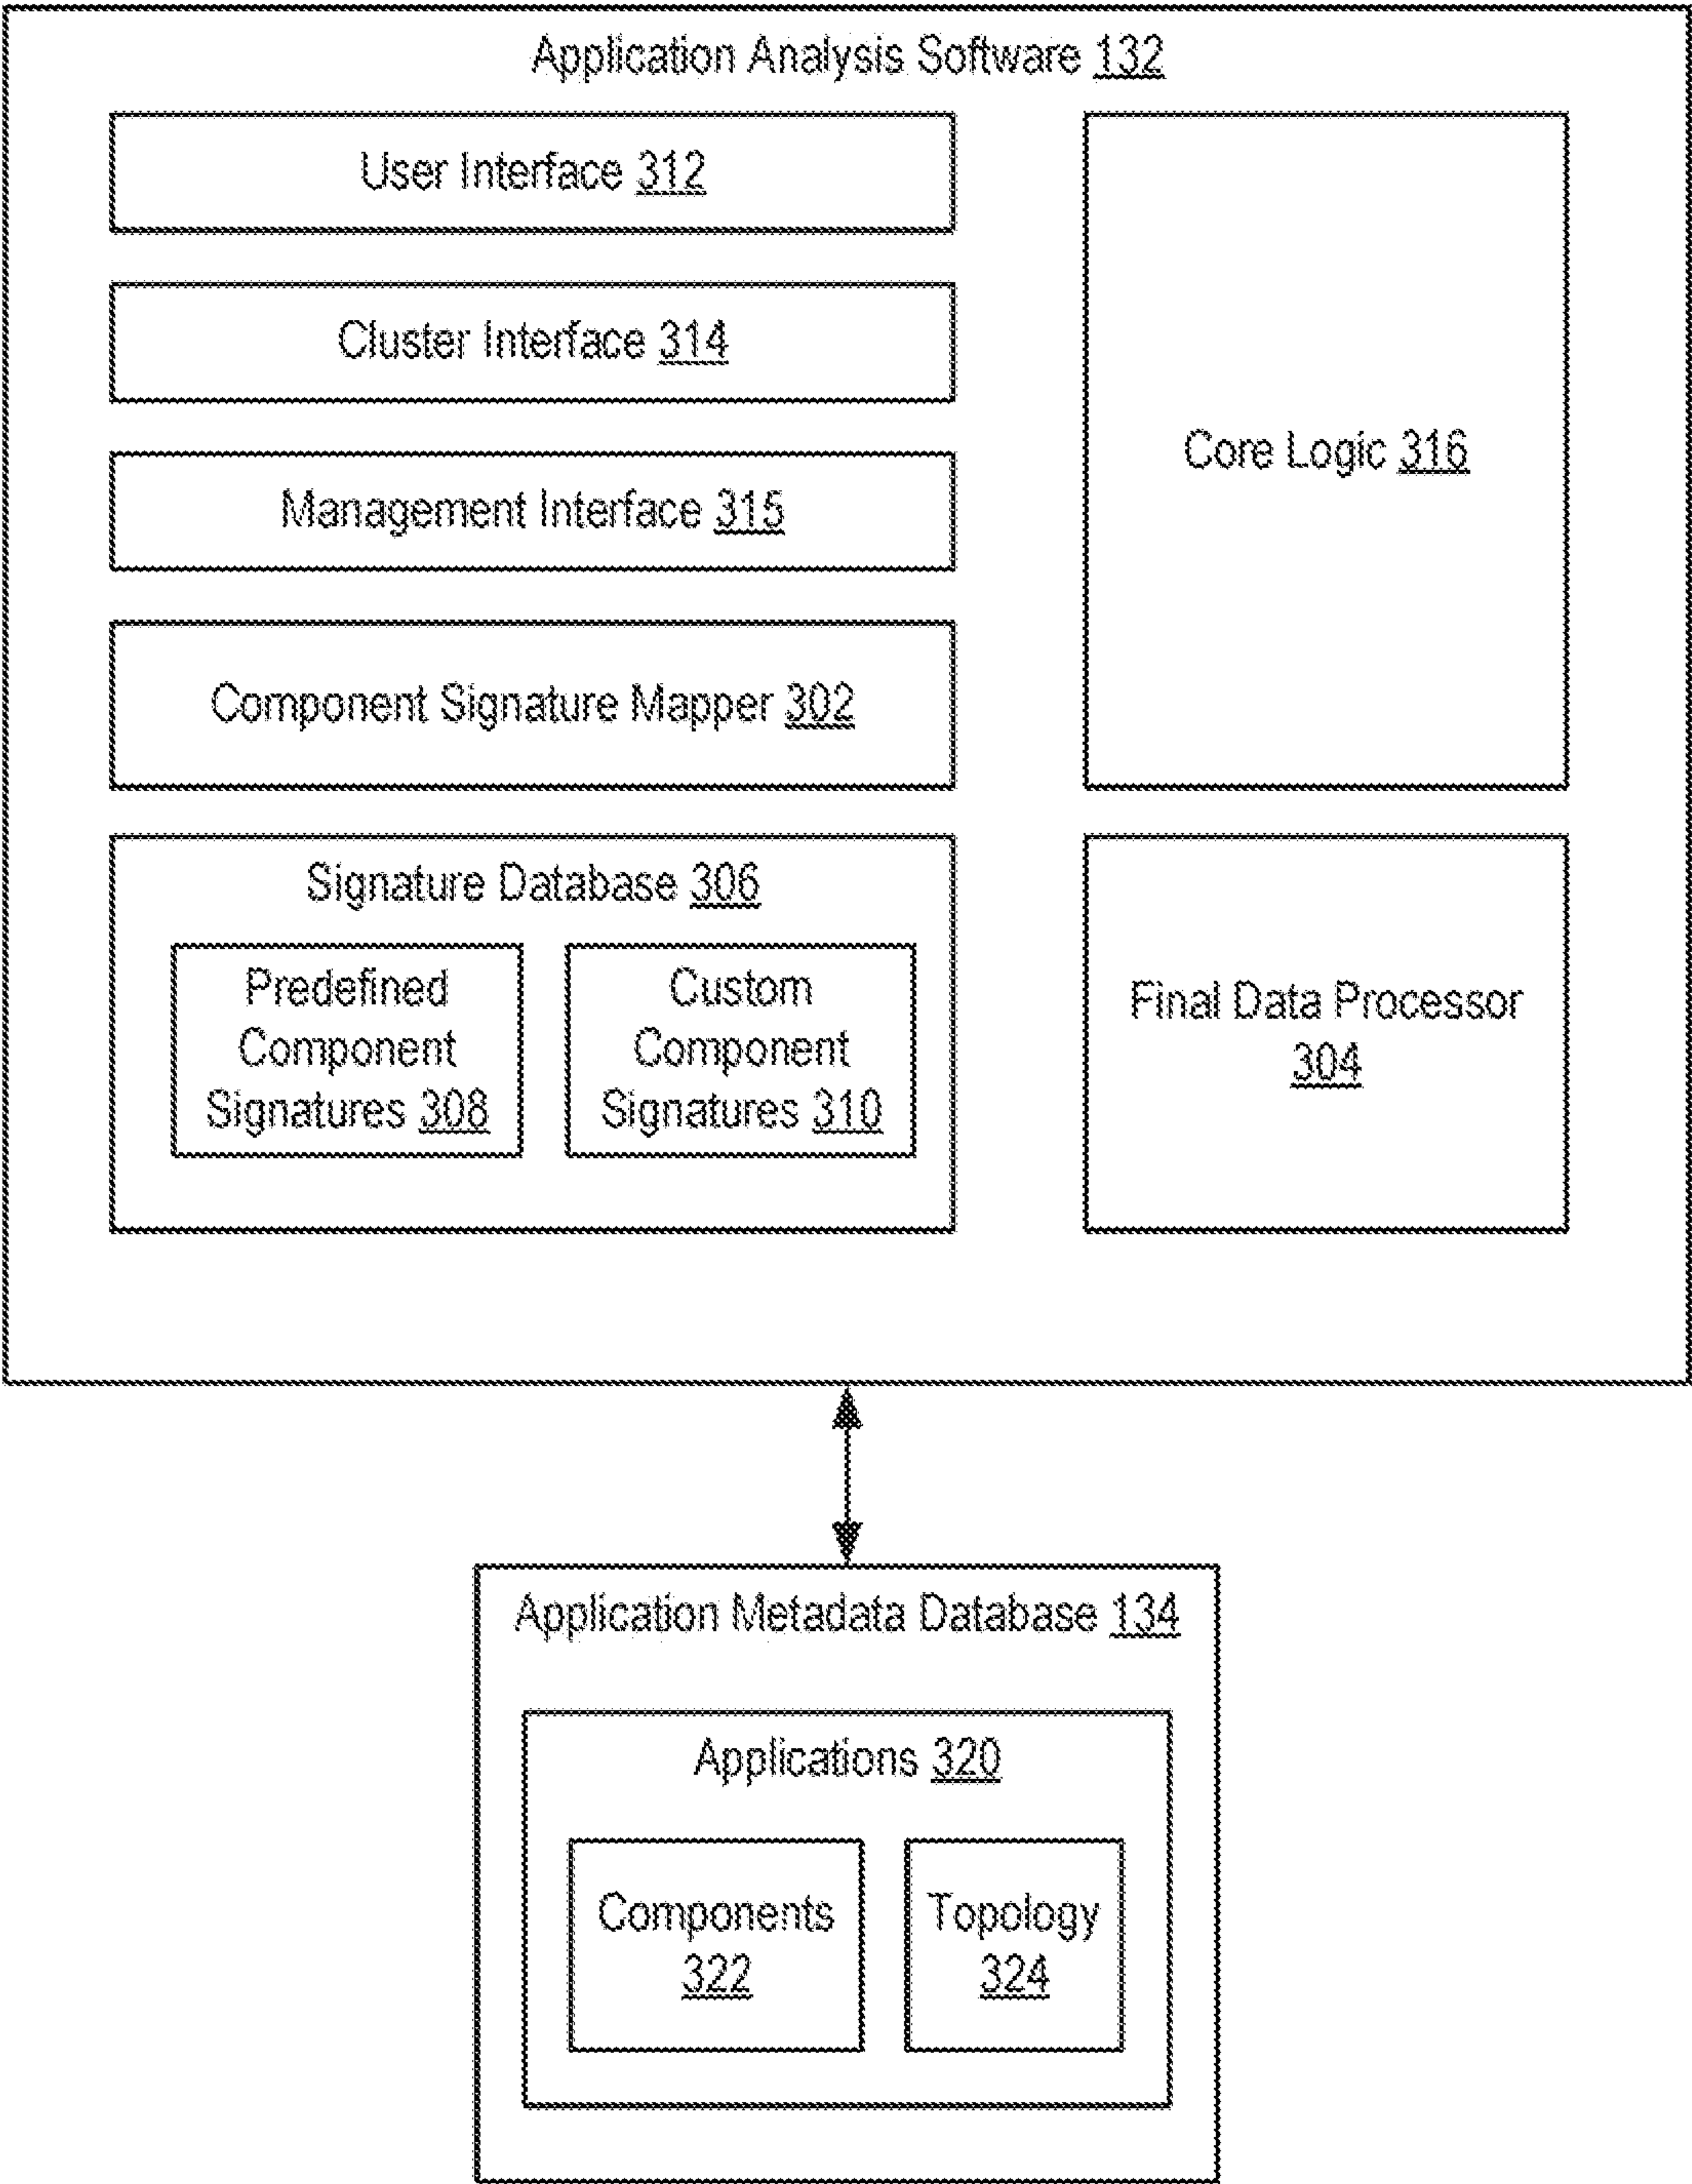 Application Analysis Software 132
User Interface 312
Cluster Interface 314
Management Interface 315
Component Signature Mapper 302
Core Logic 316
Signature Database 306
Predefined
Component
Signatures 308
Custom
Component
Signatures 310
Final Data Processor
304
Application Metadata Database 134
Applications 320
Components
322
Topology
324